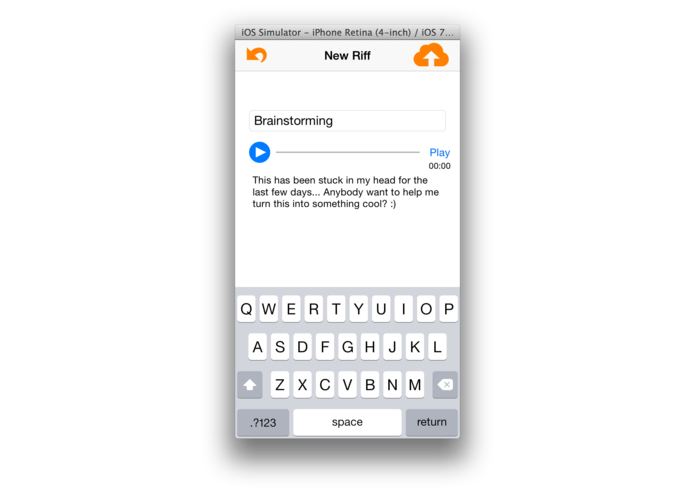 iOS Simulator – iPhone Retina (4-inch) / iOS 7...
New Riff
Brainstorming
Play
00:00
This has been stuck in my head for the
last few days... Anybody want to help me
turn this into something cool? :)
Q W E R T Y U I O P
A S D F G H J K L
Z X C V B N M
.?123 space return